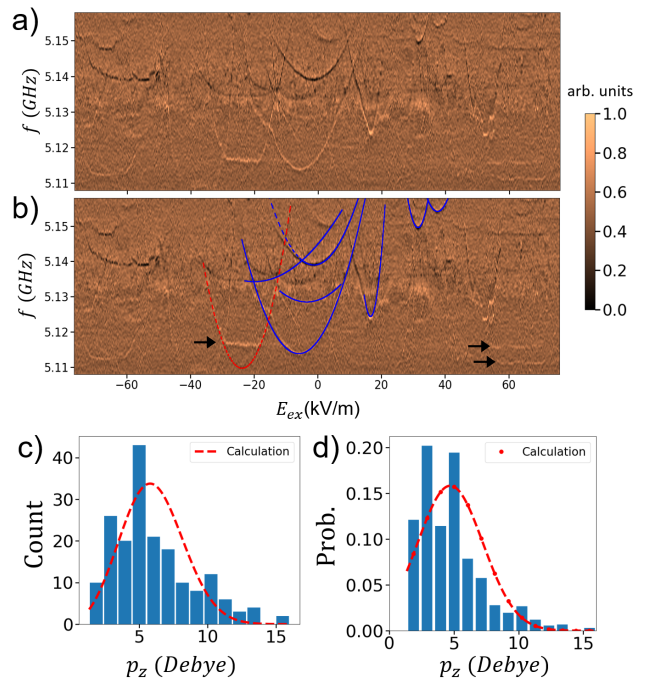 a)
5.15
5.14
5.13
5.12
5.11
f (GHz)
arb. units
1.0
0.8
0.6
0.4
0.2
0.0
b)
5.15
5.14
5.13
5.12
5.11
f (GHz)
−60 −40 −20 0 20 40 60
E_ex(kV/m)
c)
Calculation
40
30
20
10
0
Count
5 10 15
p_z (Debye)
d)
Calculation
0.20
0.15
0.10
0.05
0.00
Prob.
0 5 10 15
p_z (Debye)